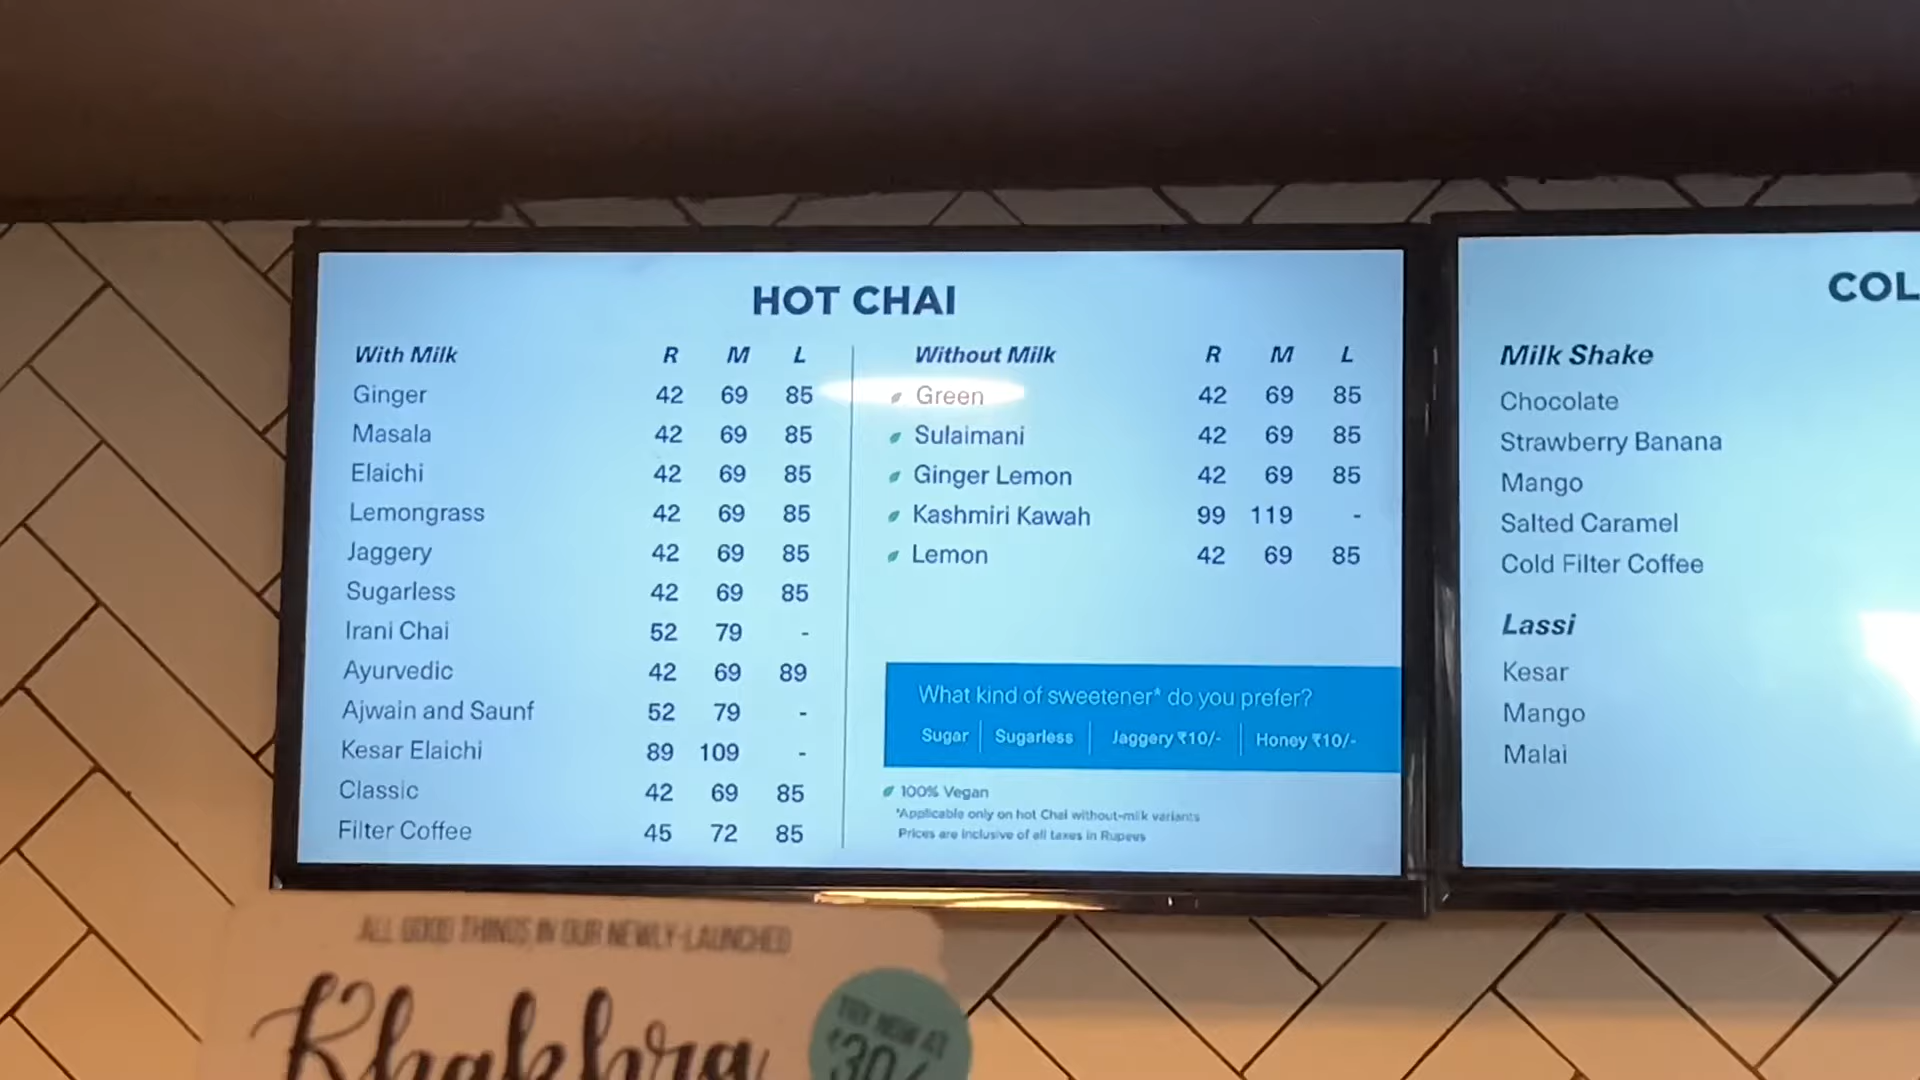 HOT CHAI
With Milk R M L
Ginger 42 69 85
Masala 42 69 85
Elaichi 42 69 85
Lemongrass 42 69 85
Jaggery 42 69 85
Sugarless 42 69 85
Irani Chai 52 79 -
Ayurvedic 42 69 89
Ajwain and Saunf 52 79 -
Kesar Elaichi 89 109 -
Classic 42 69 85
Filter Coffee 45 72 85
Without Milk R M L
Green 42 69 85
Sulaimani 42 69 85
Ginger Lemon 42 69 85
Kashmiri Kawah 99 119 -
Lemon 42 69 85
What kind of sweetener* do you prefer?
Sugar Sugarless Jaggery ₹10/- Honey ₹10/-
100% Vegan
*Applicable only on hot Chai without-milk variants
Prices are inclusive of all taxes in Rupees
COL
Milk Shake
Chocolate
Strawberry Banana
Mango
Salted Caramel
Cold Filter Coffee
Lassi
Kesar
Mango
Malai
ALL GOOD THINGS IN OUR NEWLY-LAUNCHED
Khakhra
TRY NOW AT
₹30/-